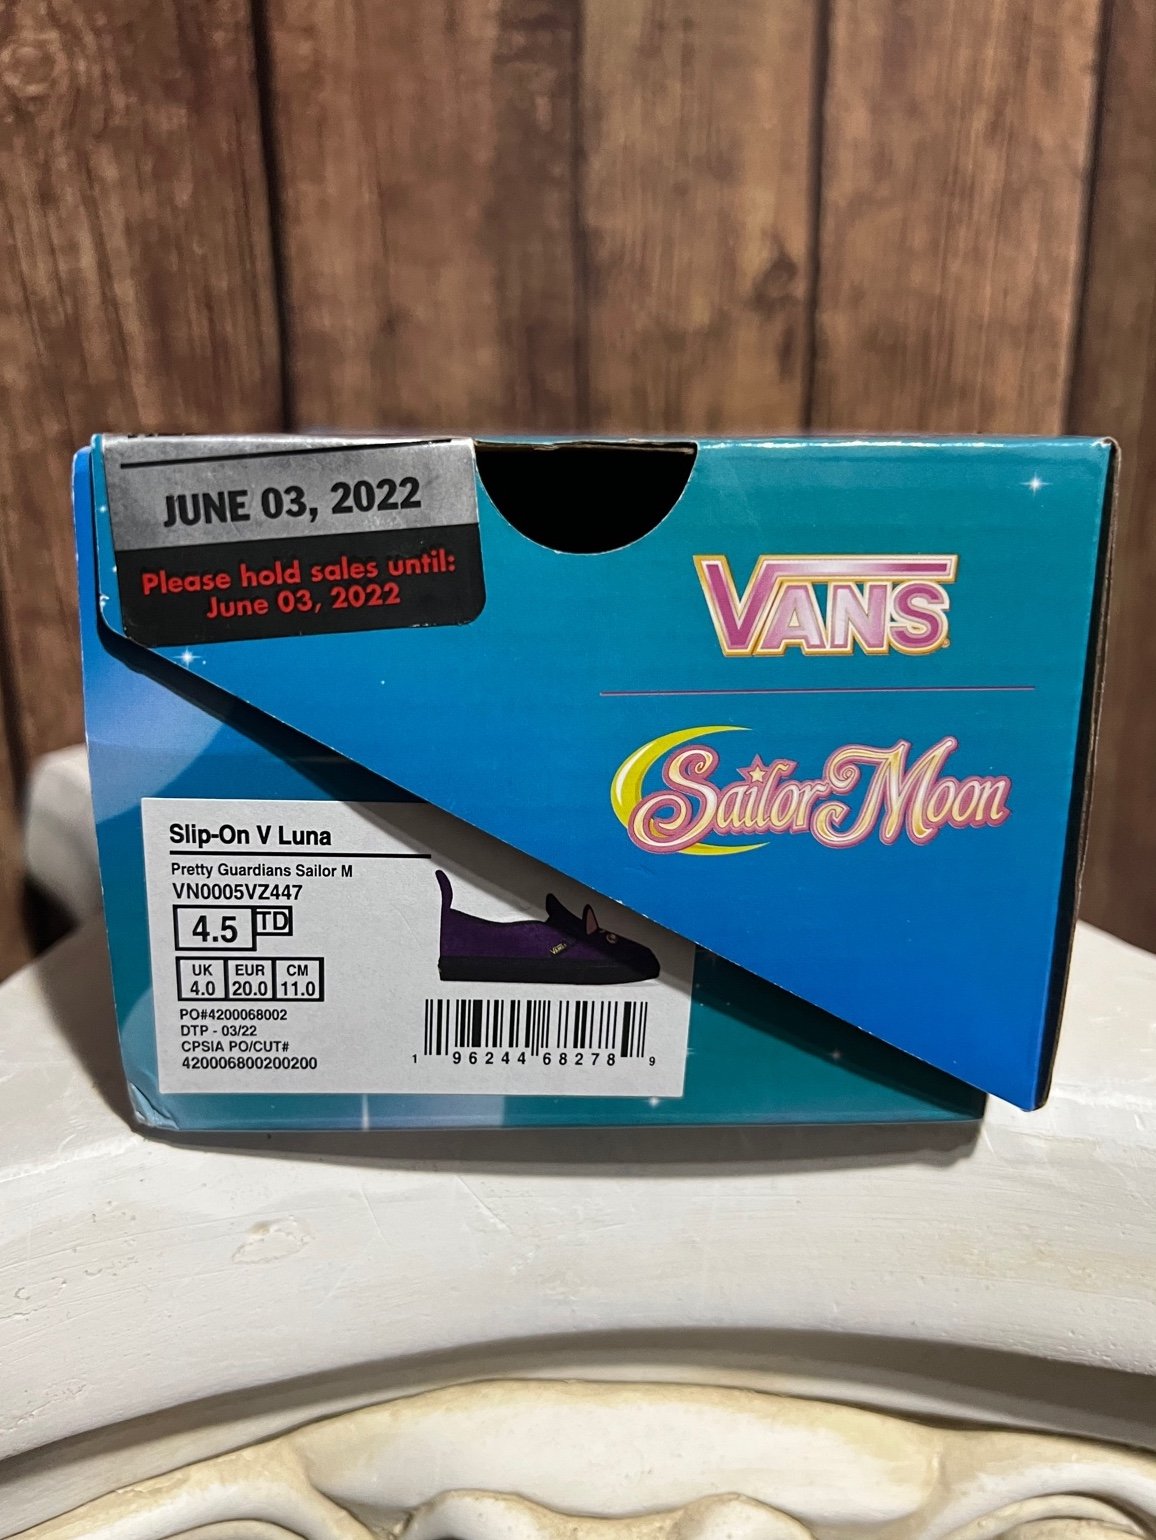 JUNE 03, 2022
Please hold sales until:
June 03, 2022
VANS
Sailor Moon
Slip-On V Luna
Pretty Guardians Sailor M
VN0005VZ447
4.5 TD
UK EUR CM
4.0 20.0 11.0
PO#4200068002
DTP - 03/22
CPSIA PO/CUT#
420006800200200
VANS
1 96244 68278 9